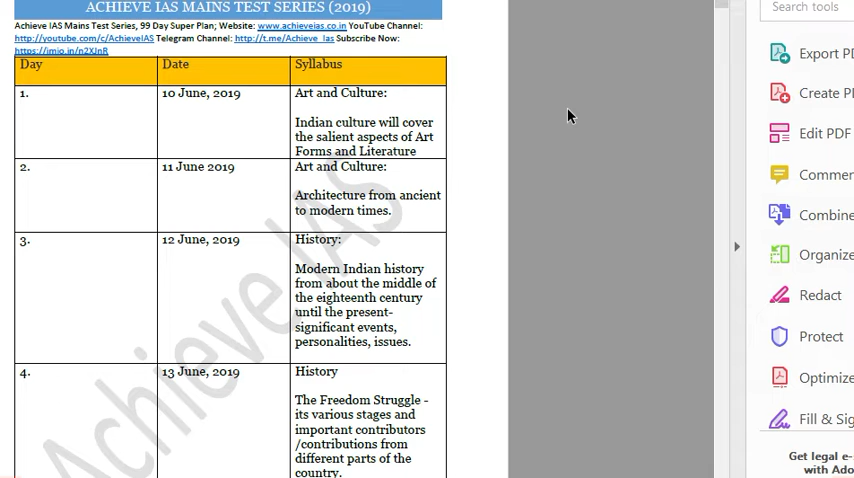 ACHIEVE IAS MAINS TEST SERIES (2019)
Achieve IAS Mains Test Series, 99 Day Super Plan; Website: www.achieveias.co.in YouTube Channel:
http://youtube.com/c/AchieveIAS Telegram Channel: http://t.me/Achieve_Ias Subscribe Now:
https://imjo.in/n2XJnR
Day Date Syllabus
1. 10 June, 2019 Art and Culture:
Indian culture will cover
the salient aspects of Art
Forms and Literature
2. 11 June 2019 Art and Culture:
Architecture from ancient
to modern times.
3. 12 June, 2019 History:
Modern Indian history
from about the middle of
the eighteenth century
until the present-
significant events,
personalities, issues.
4. 13 June, 2019 History
The Freedom Struggle -
its various stages and
important contributors
/contributions from
different parts of the
country.
Achieve IAS
Search tools
Export PD
Create PD
Edit PDF
Commen
Combine
Organize
Redact
Protect
Optimize
Fill & Sig
Get legal e-
with Ado